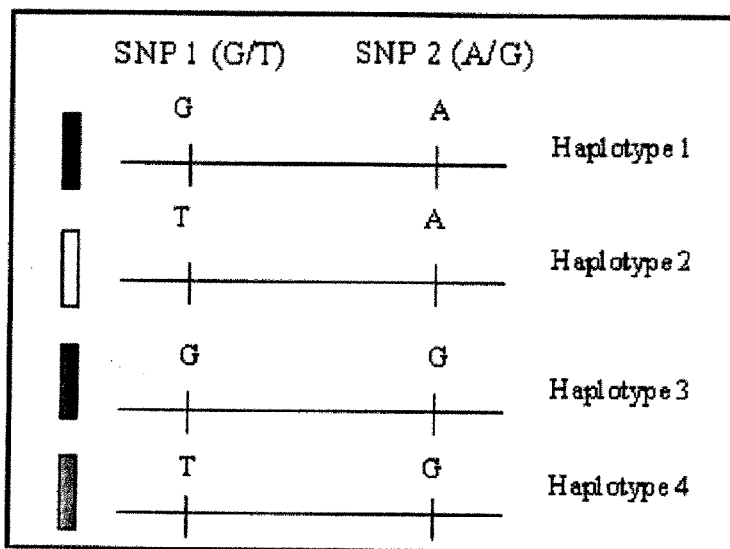 SNP 1 (G/T) SNP 2 (A/G)
G A
Haplotype 1
T A
Haplotype 2
G G
Haplotype 3
T G
Haplotype 4